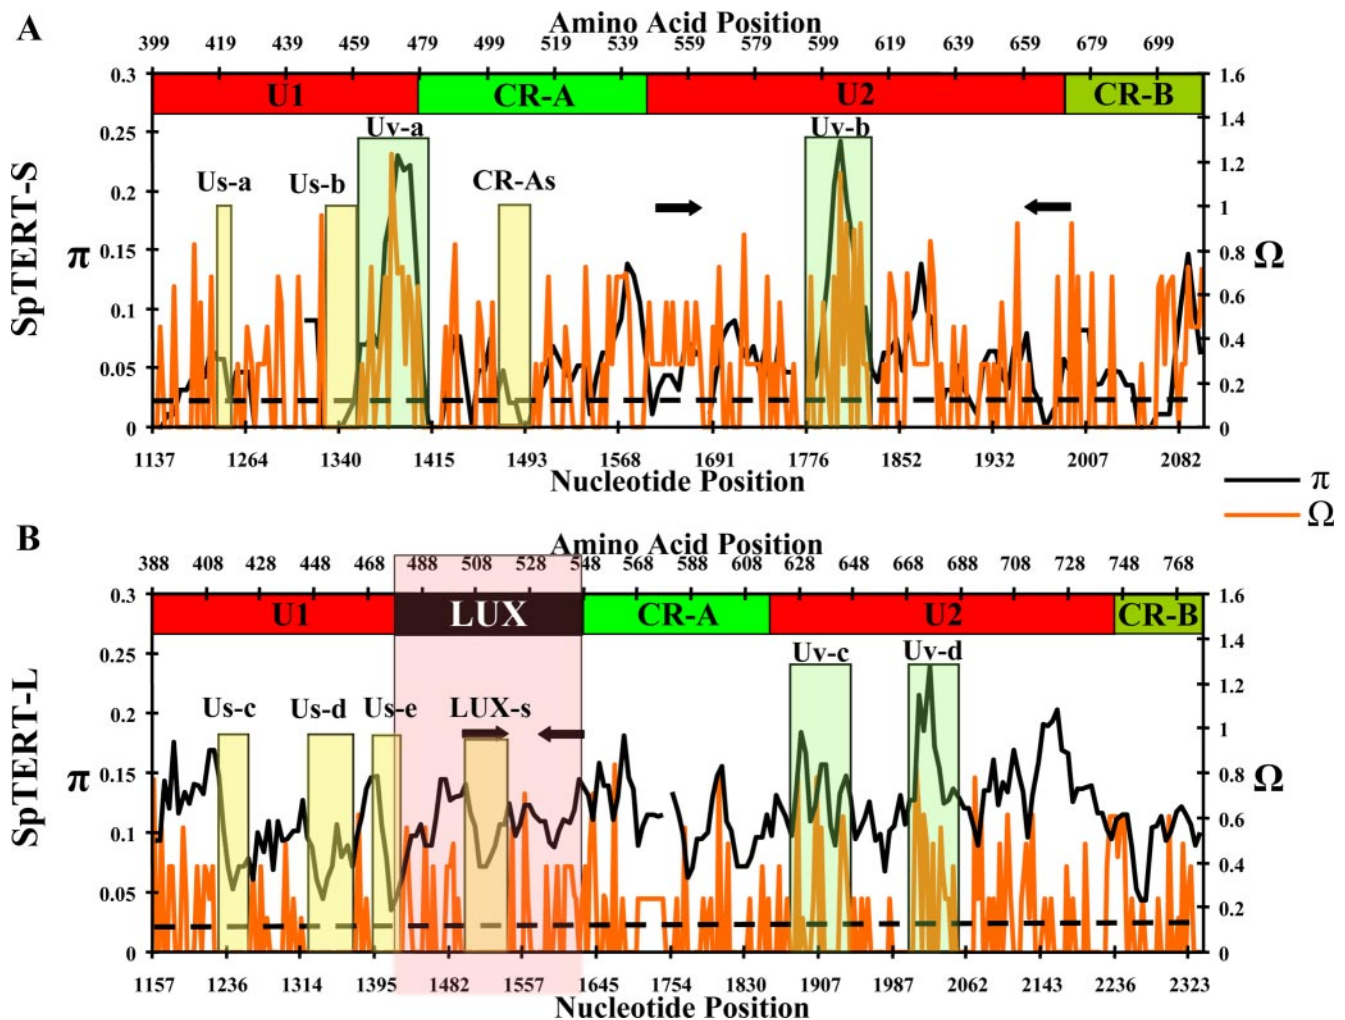 A
Amino Acid Position
399 419 439 459 479 499 519 539 559 579 599 619 639 659 679 699
0.3 1.6
U1 CR-A U2 CR-B
1.4
0.25 Uv-a Uv-b
1.2
Us-a Us-b CR-As
0.2 1
0.15 0.8
SpTERT-S π Ω
0.1 0.6
0.4
0.05 0.2
0 0
1137 1264 1340 1415 1493 1568 1691 1776 1852 1932 2007 2082
Nucleotide Position
π
Ω
B
Amino Acid Position
388 408 428 448 468 488 508 528 548 568 588 608 628 648 668 688 708 728 748 768
0.3 1.6
U1 LUX CR-A U2 CR-B
1.4
0.25 Uv-c Uv-d
1.2
Us-c Us-d Us-e LUX-s
0.2 1
0.15 0.8
SpTERT-L π Ω
0.1 0.6
0.4
0.05 0.2
0 0
1157 1236 1314 1395 1482 1557 1645 1754 1830 1907 1987 2062 2143 2236 2323
Nucleotide Position